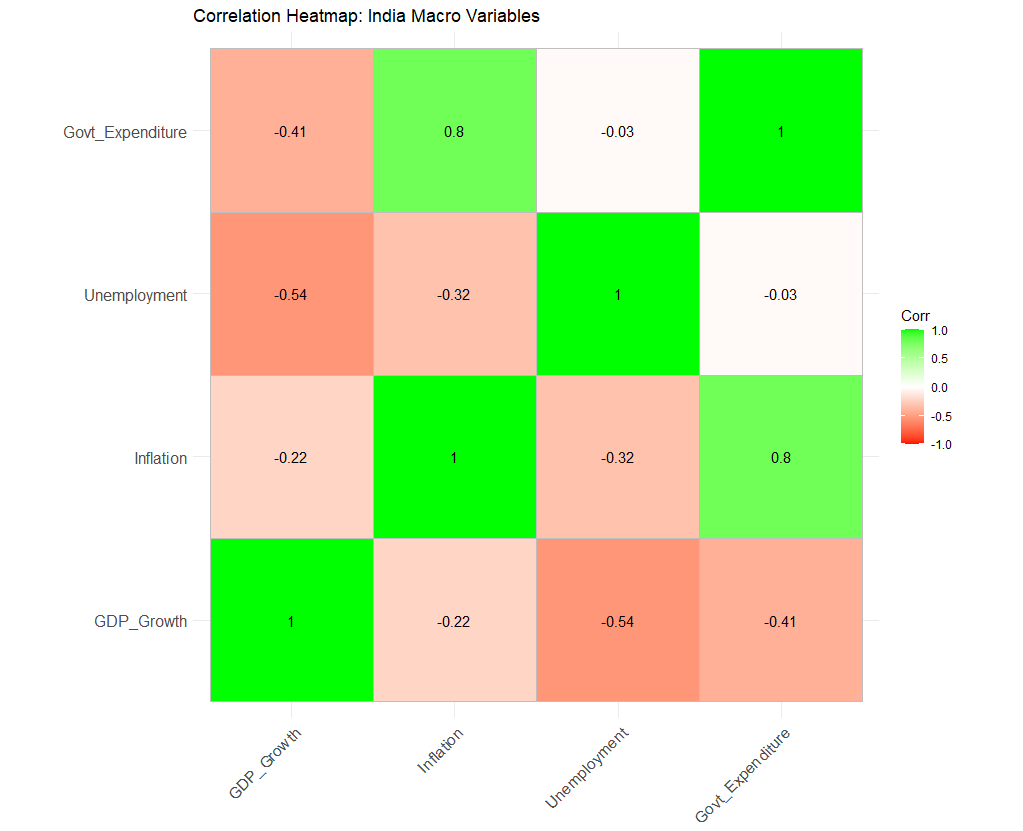 Correlation Heatmap: India Macro Variables
Govt_Expenditure
-0.41
0.8
-0.03
1
Unemployment
-0.54
-0.32
1
-0.03
Inflation
-0.22
1
-0.32
0.8
GDP_Growth
1
-0.22
-0.54
-0.41
GDP_Growth
Inflation
Unemployment
Govt_Expenditure
Corr
1.0
0.5
0.0
-0.5
-1.0